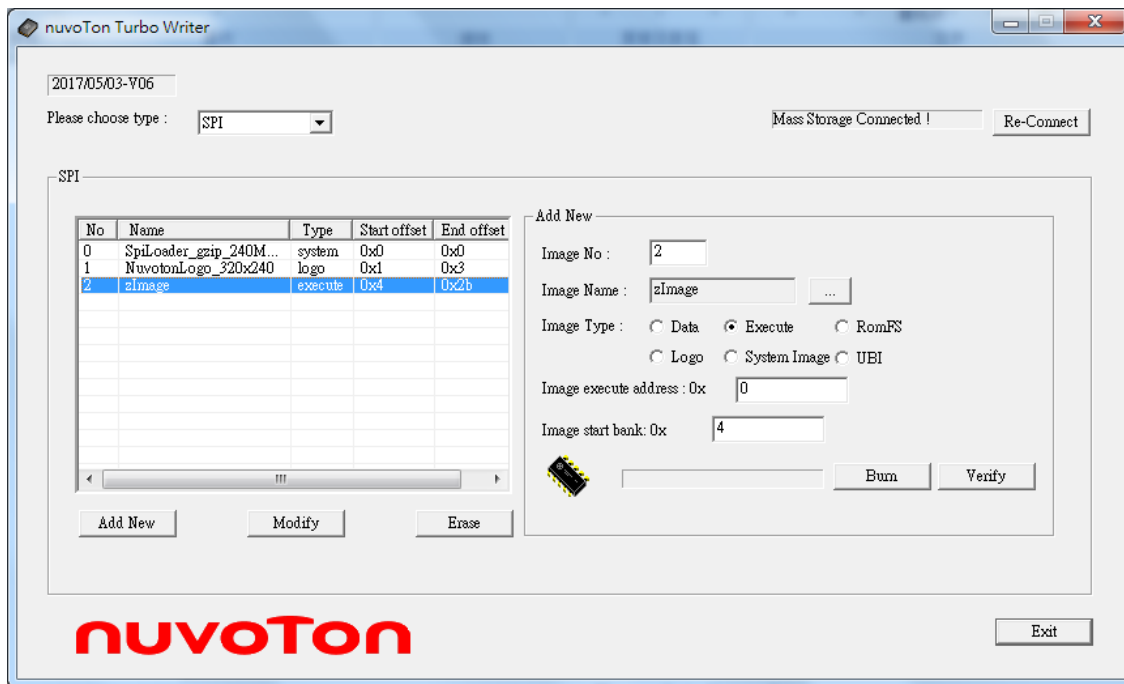 nuvoTon Turbo Writer
2017/05/03-V06
Please choose type : SPI
Mass Storage Connected ! Re-Connect
SPI
No Name Type Start offset End offset
0 SpiLoader_gzip_240M... system 0x0 0x0
1 NuvotonLogo_320x240 logo 0x1 0x3
2 zImage execute 0x4 0x2b
Add New Modify Erase
Add New
Image No : 2
Image Name : zImage ...
Image Type : Data Execute RomFS
Logo System Image UBI
Image execute address : 0x 0
Image start bank: 0x 4
Burn Verify
nuvoTon
Exit